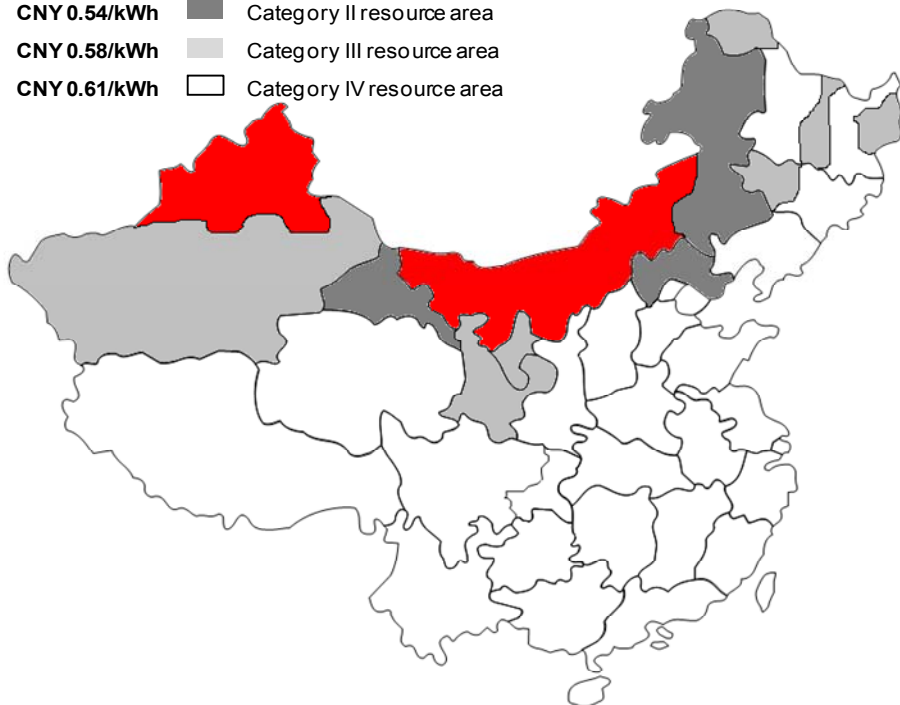 CNY 0.54/kWh Category II resource area
CNY 0.58/kWh Category III resource area
CNY 0.61/kWh Category IV resource area